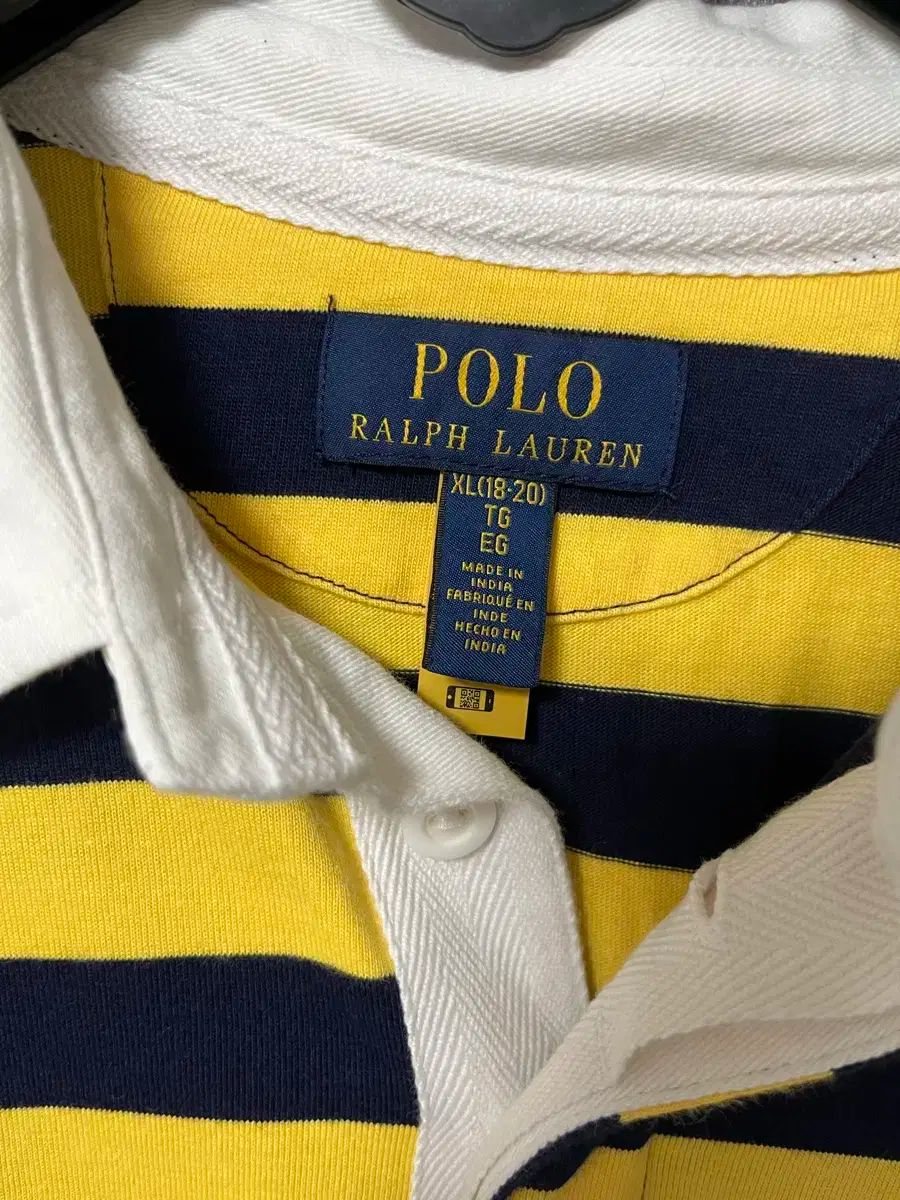 POLO
RALPH LAUREN
XL(18-20)
TG
EG
MADE IN
INDIA
FABRIQUÉ EN
INDE
HECHO EN
INDIA